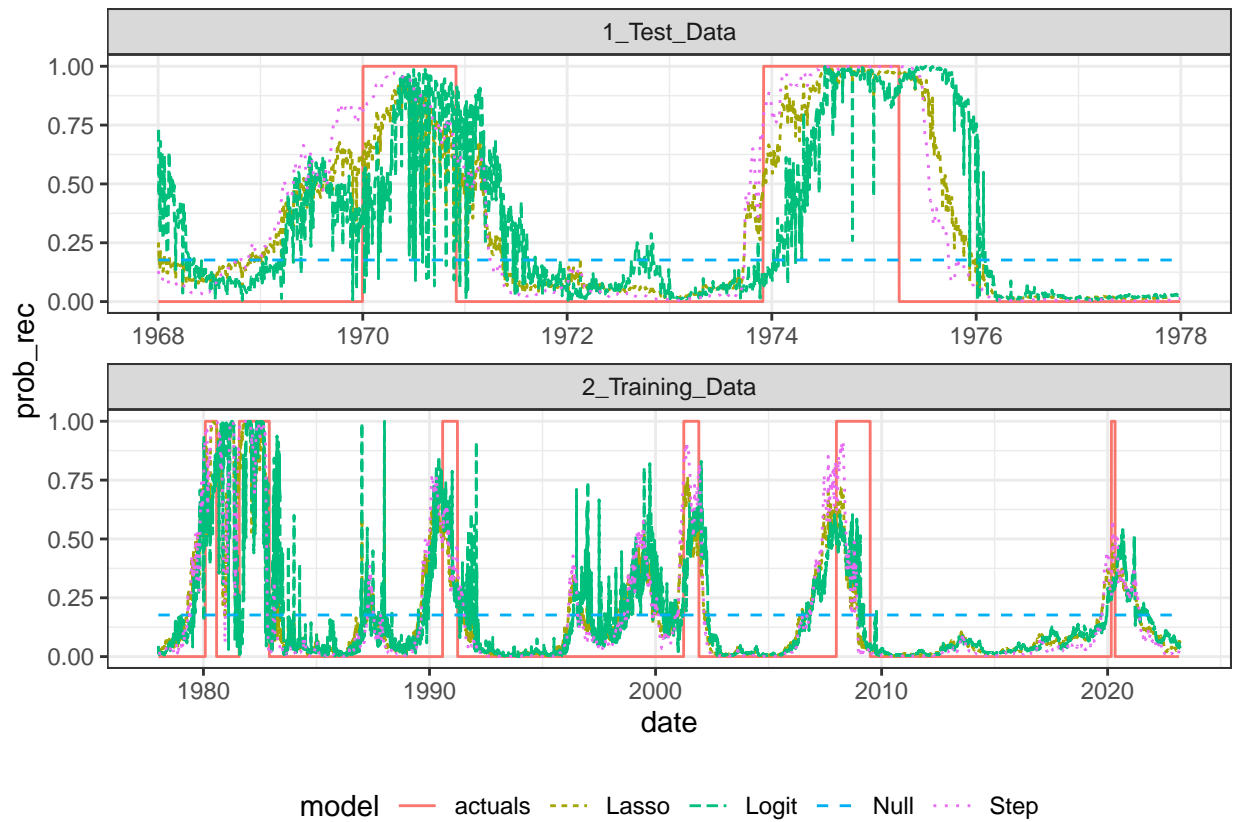 1_Test_Data
1.00
0.75
0.50
0.25
0.00
1968 1970 1972 1974 1976 1978
prob_rec
2_Training_Data
1.00
0.75
0.50
0.25
0.00
1980 1990 2000 2010 2020
date
model actuals Lasso Logit Null Step